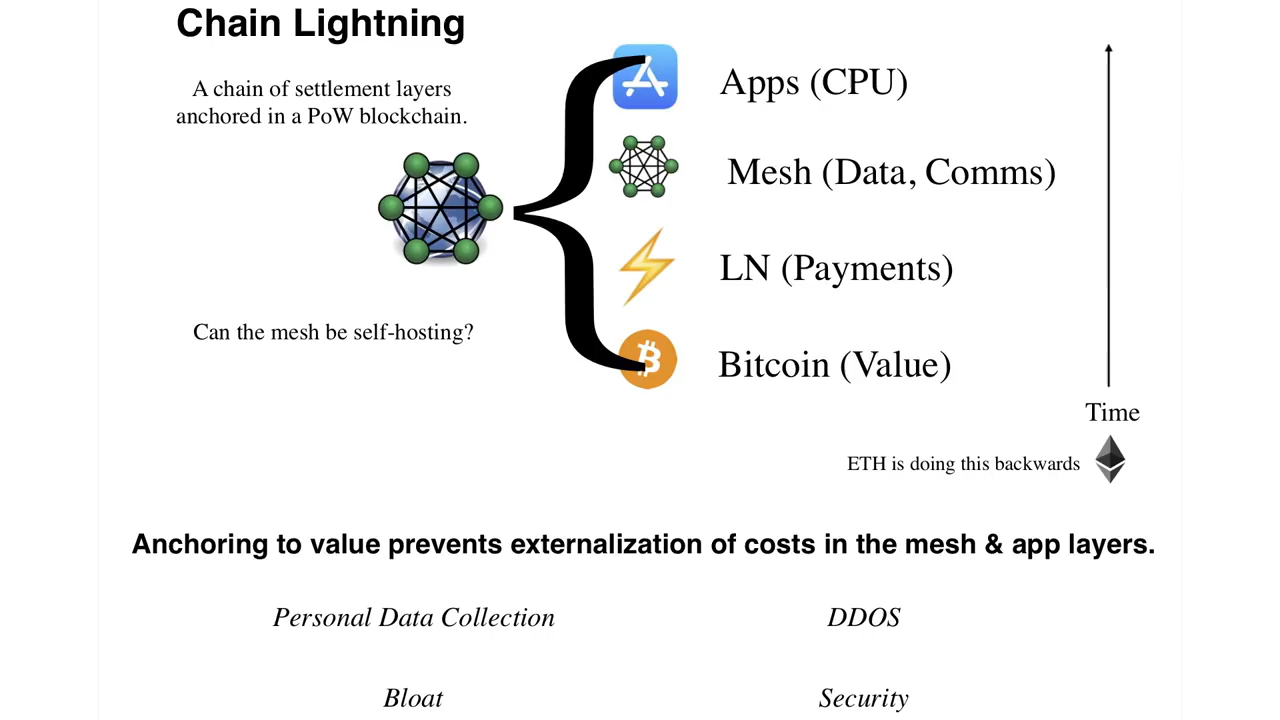 Chain Lightning
A chain of settlement layers
anchored in a PoW blockchain.
Apps (CPU)
Mesh (Data, Comms)
LN (Payments)
Can the mesh be self-hosting?
Bitcoin (Value)
Time
ETH is doing this backwards
Anchoring to value prevents externalization of costs in the mesh & app layers.
Personal Data Collection
DDOS
Bloat
Security